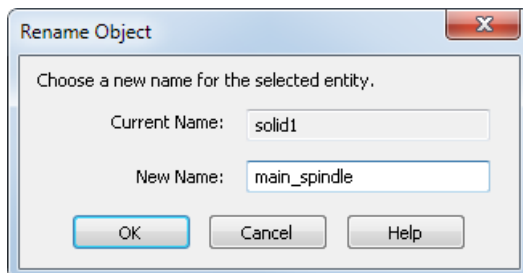 Rename Object
Choose a new name for the selected entity.
Current Name: solid1
New Name: main_spindle
OK Cancel Help